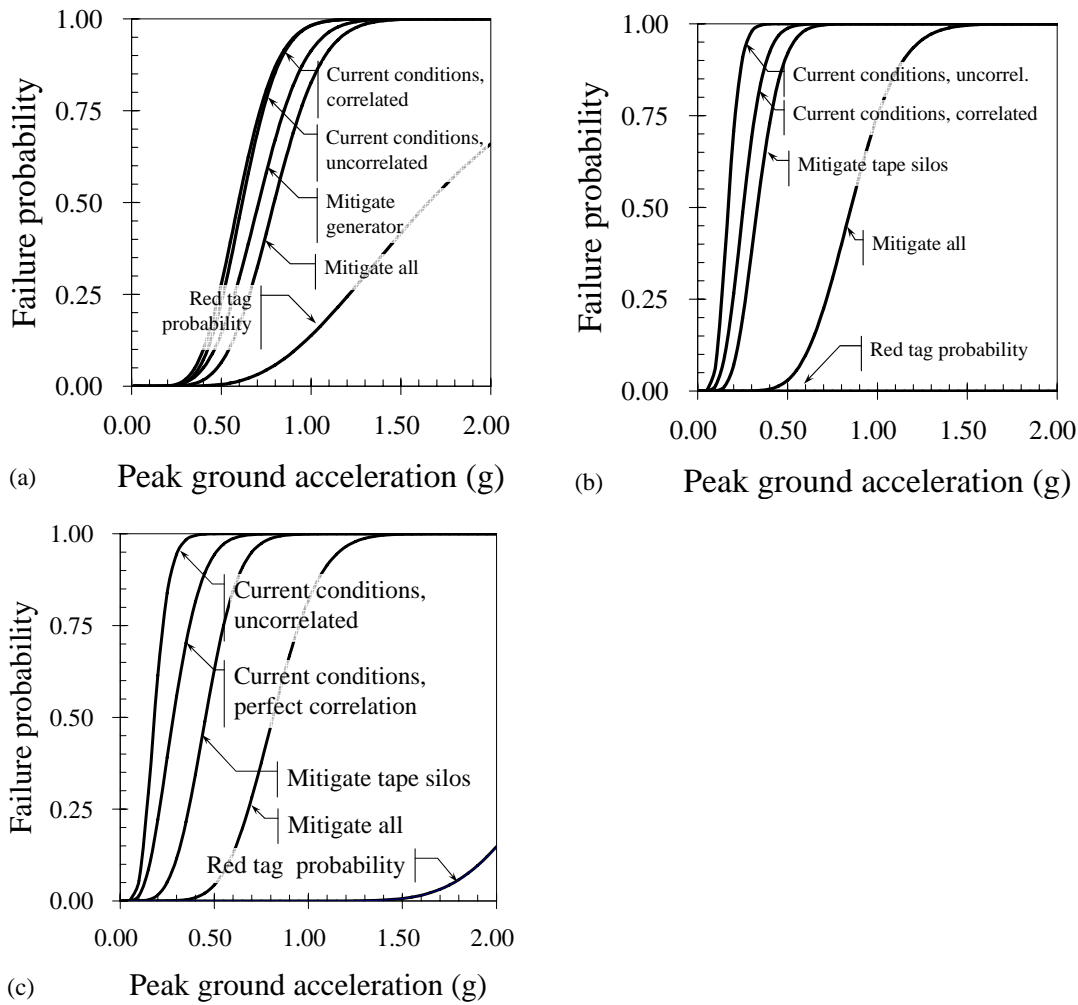 1.00
Current conditions,
correlated
0.75
Current conditions,
uncorrelated
Failure probability
0.50
Mitigate
generator
Mitigate all
0.25
Red tag
probability
0.00
0.00 0.50 1.00 1.50 2.00
(a) Peak ground acceleration (g)
1.00
Current conditions, uncorrel.
0.75
Current conditions, correlated
Mitigate tape silos
Failure probability
0.50
Mitigate all
0.25
Red tag probability
0.00
0.00 0.50 1.00 1.50 2.00
(b) Peak ground acceleration (g)
1.00
Current conditions,
uncorrelated
0.75
Current conditions,
perfect correlation
Failure probability
0.50
Mitigate tape silos
0.25
Mitigate all
Red tag probability
0.00
0.00 0.50 1.00 1.50 2.00
(c) Peak ground acceleration (g)